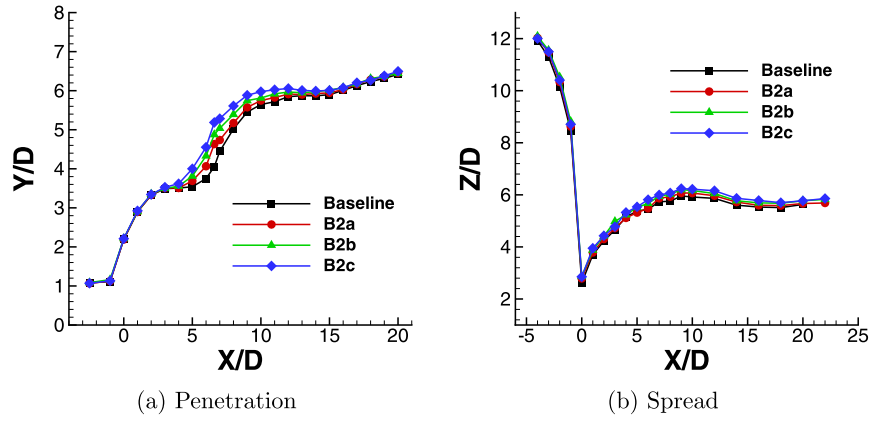 Y/D
8
7
6
5
4
3
2
1
0
0 5 10 15 20
X/D
Baseline
B2a
B2b
B2c
(a) Penetration
Z/D
12
10
8
6
4
2
-5 0 5 10 15 20 25
X/D
Baseline
B2a
B2b
B2c
(b) Spread